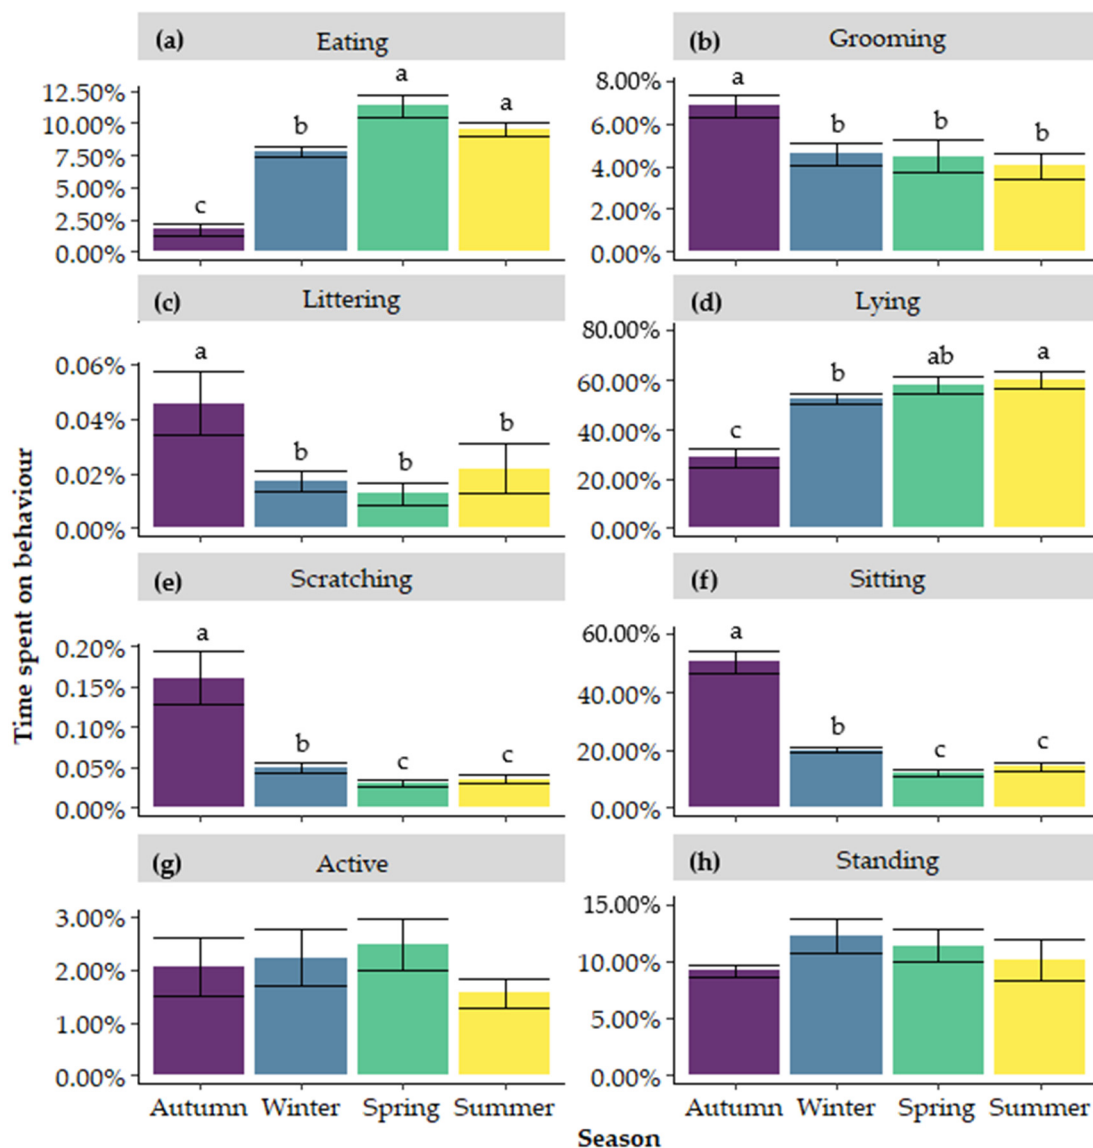 (a) Eating
a
a
b
c
12.50%
10.00%
7.50%
5.00%
2.50%
0.00%
(b) Grooming
a
b
b
b
8.00%
6.00%
4.00%
2.00%
0.00%
(c) Littering
a
b
b
b
0.06%
0.04%
0.02%
0.00%
(d) Lying
a
ab
b
c
80.00%
60.00%
40.00%
20.00%
0.00%
(e) Scratching
a
b
c
c
0.20%
0.15%
0.10%
0.05%
0.00%
(f) Sitting
a
b
c
c
60.00%
40.00%
20.00%
0.00%
(g) Active
3.00%
2.00%
1.00%
0.00%
Autumn Winter Spring Summer
(h) Standing
15.00%
10.00%
5.00%
0.00%
Autumn Winter Spring Summer
Time spent on behaviour
Season